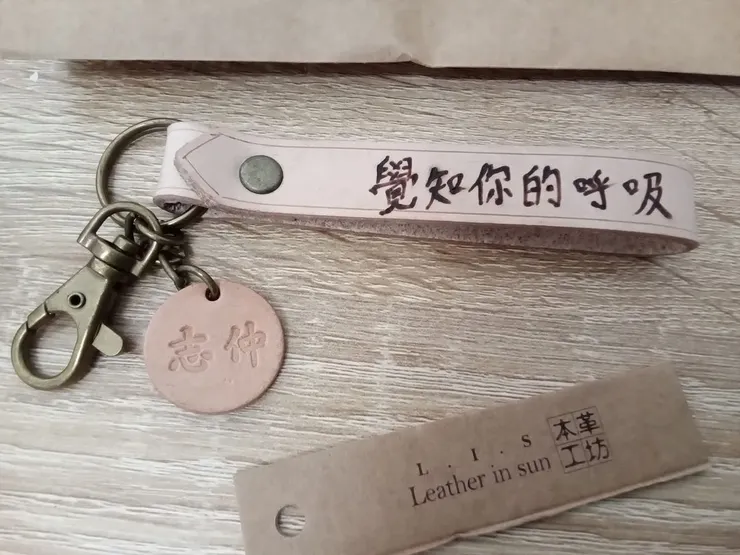 覺知你的呼吸
志仲
L . I . S
Leather in sun
本革
工坊